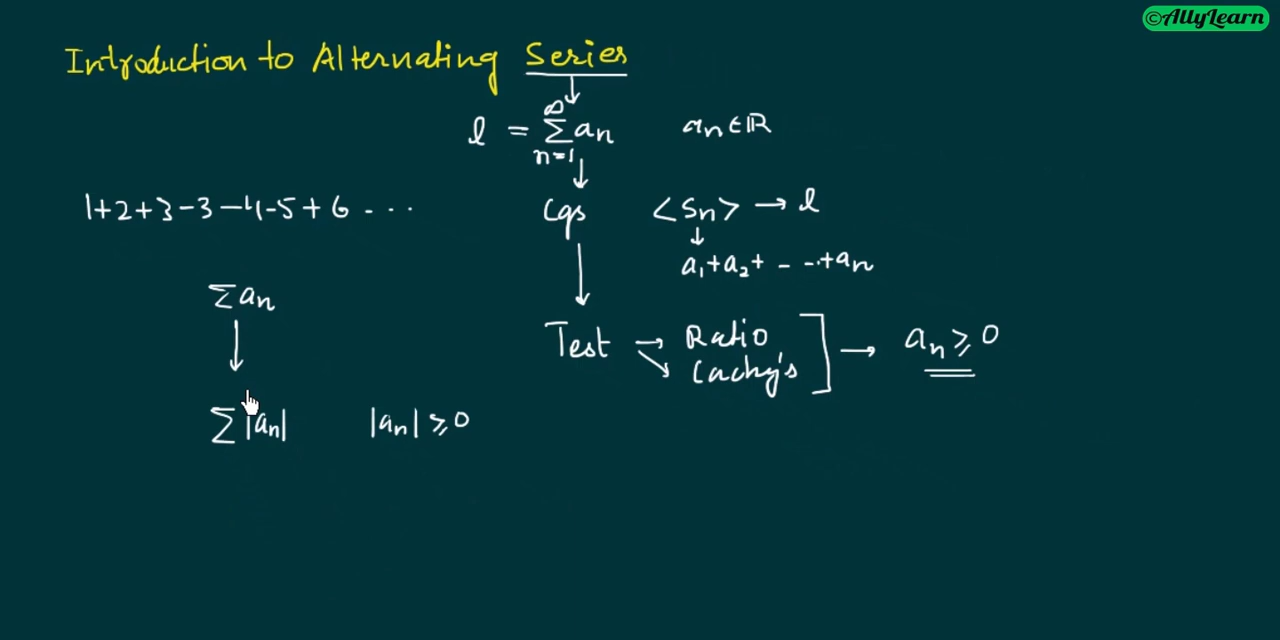 ©AllyLearn
Introduction to Alternating Series
l = ∞ Σ n=1 an an ∈ ℝ
1+2+3-3-4-5+6 - - -
Cgs <Sn> → l
a1+a2+ - - ·+an
Σan
Test → Ratio
Cachy's → an ≥ 0
Σ|an| |an| ≥ 0